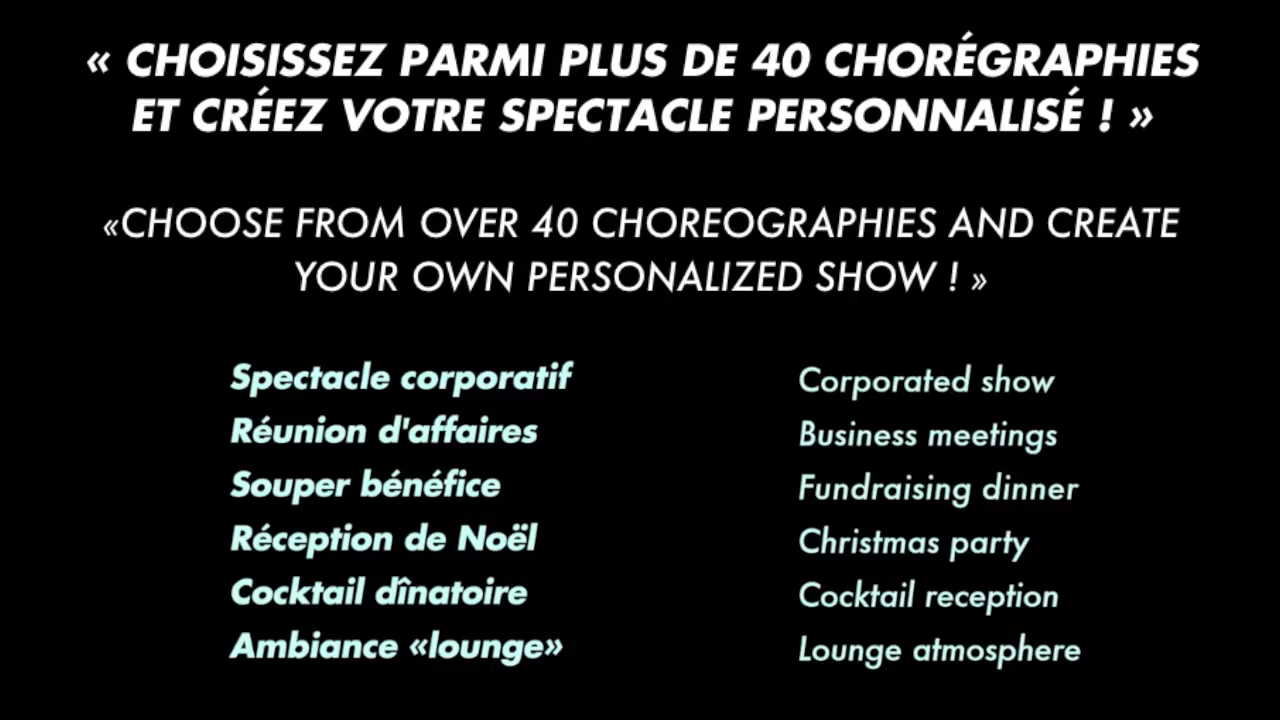 « CHOISISSEZ PARMI PLUS DE 40 CHORÉGRAPHIES
ET CRÉEZ VOTRE SPECTACLE PERSONNALISÉ ! »
«CHOOSE FROM OVER 40 CHOREOGRAPHIES AND CREATE
YOUR OWN PERSONALIZED SHOW ! »
Spectacle corporatif
Réunion d'affaires
Souper bénéfice
Réception de Noël
Cocktail dînatoire
Ambiance «lounge»
Corporated show
Business meetings
Fundraising dinner
Christmas party
Cocktail reception
Lounge atmosphere